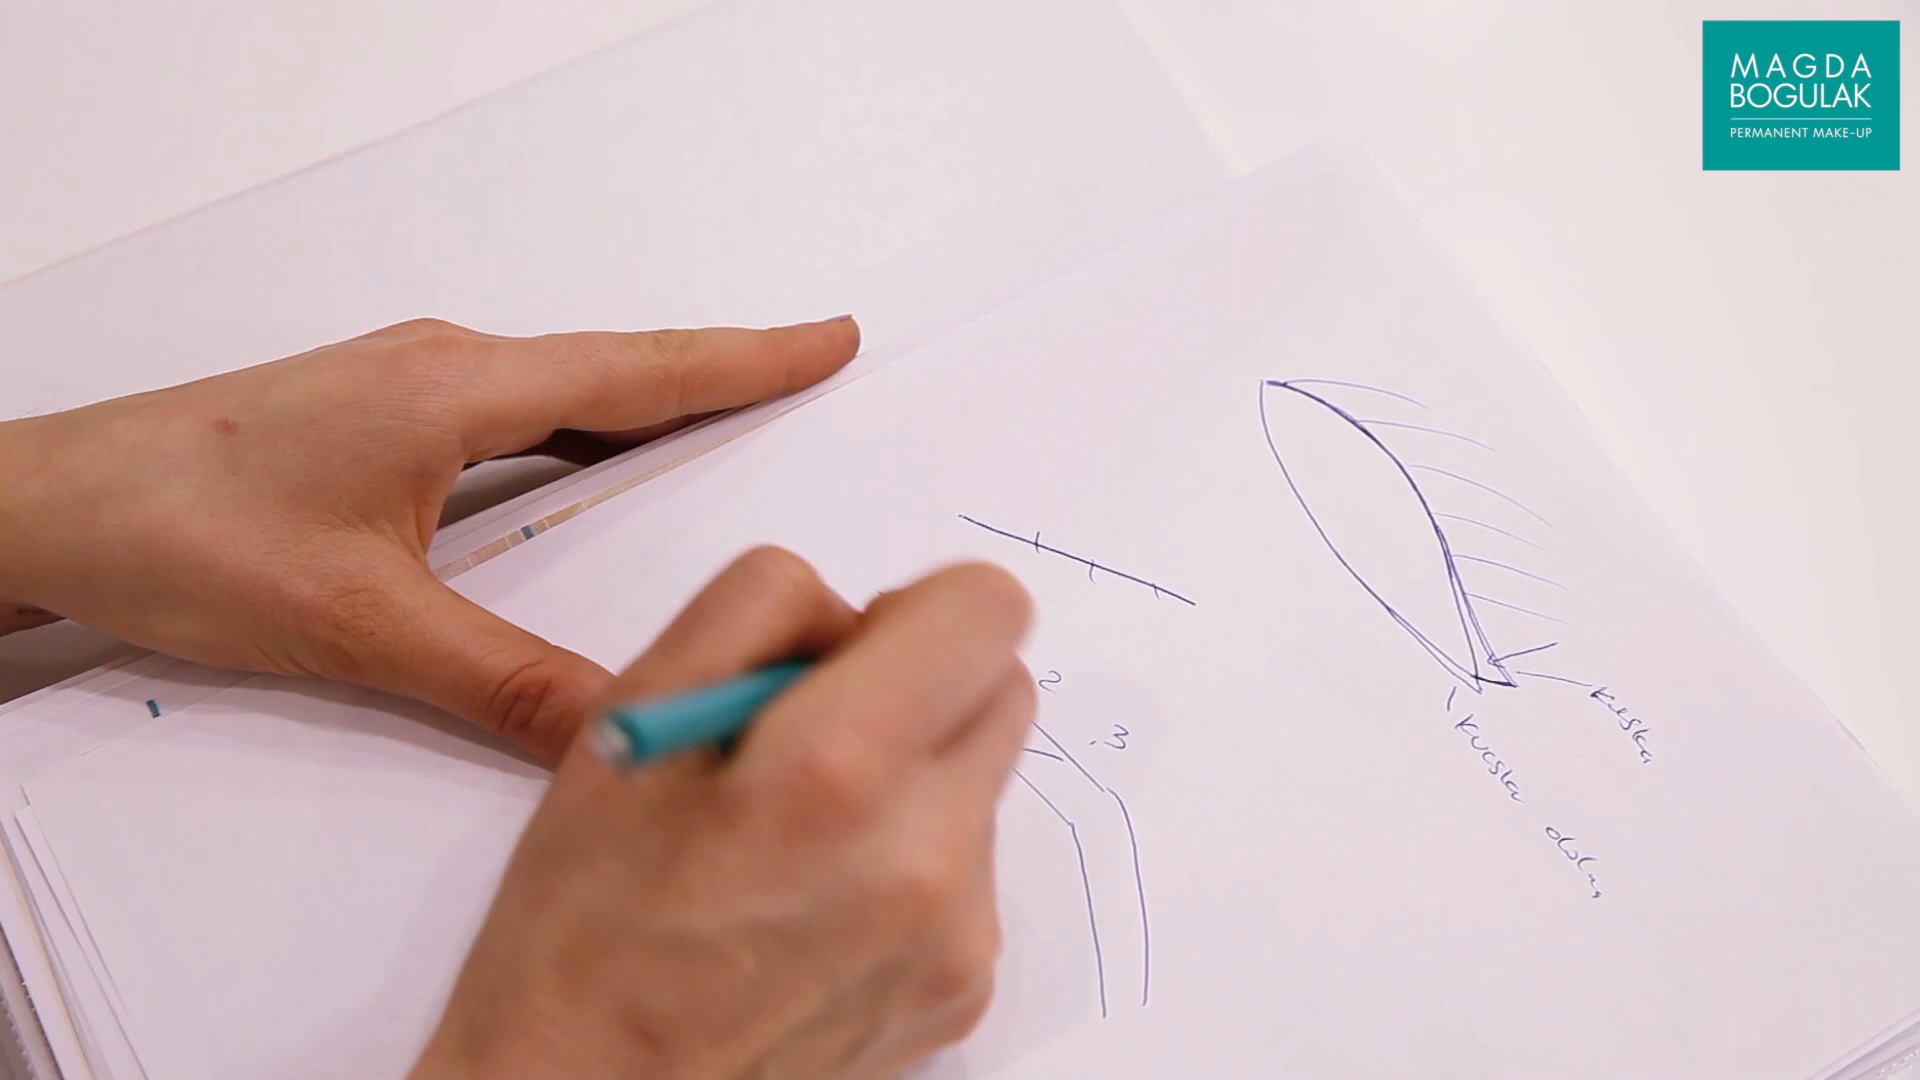 MAGDA
BOGULAK
PERMANENT MAKE-UP
2
3
kreska
kreska dolna